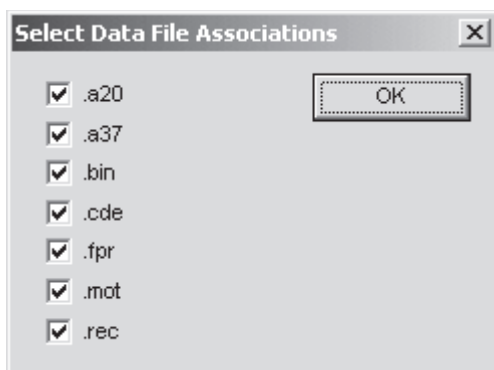 Select Data File Associations
.a20
OK
.a37
.bin
.cde
.fpr
.mot
.rec